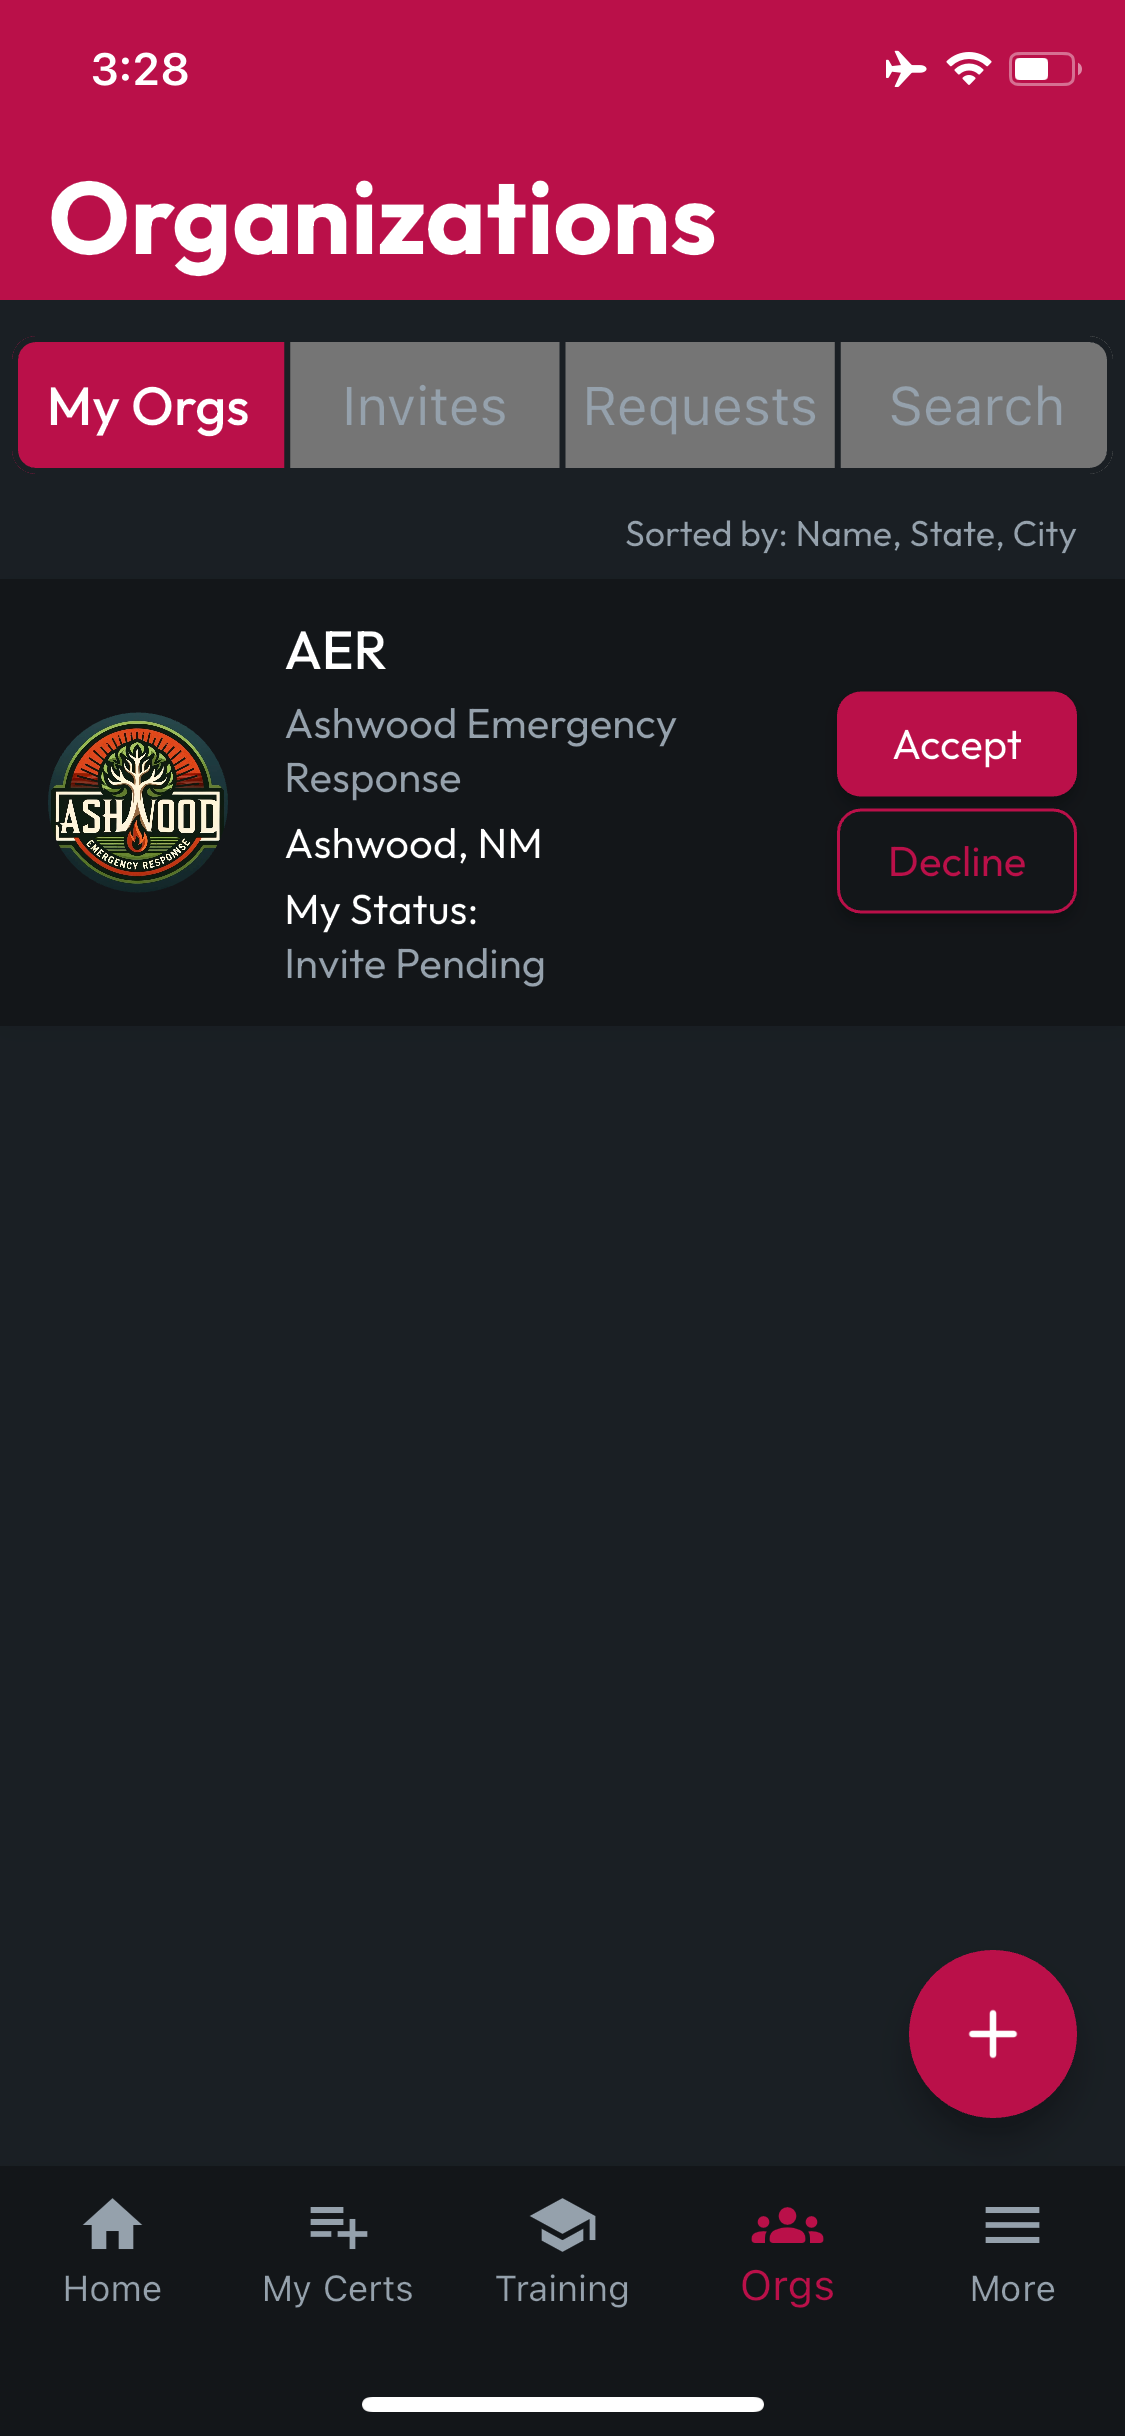 3:28
Organizations
My Orgs
Invites
Requests
Search
Sorted by: Name, State, City
AER
Ashwood Emergency
Response
Ashwood, NM
My Status:
Invite Pending
ASHWOOD
EMERGENCY RESPONSE
Accept
Decline
Home
My Certs
Training
Orgs
More